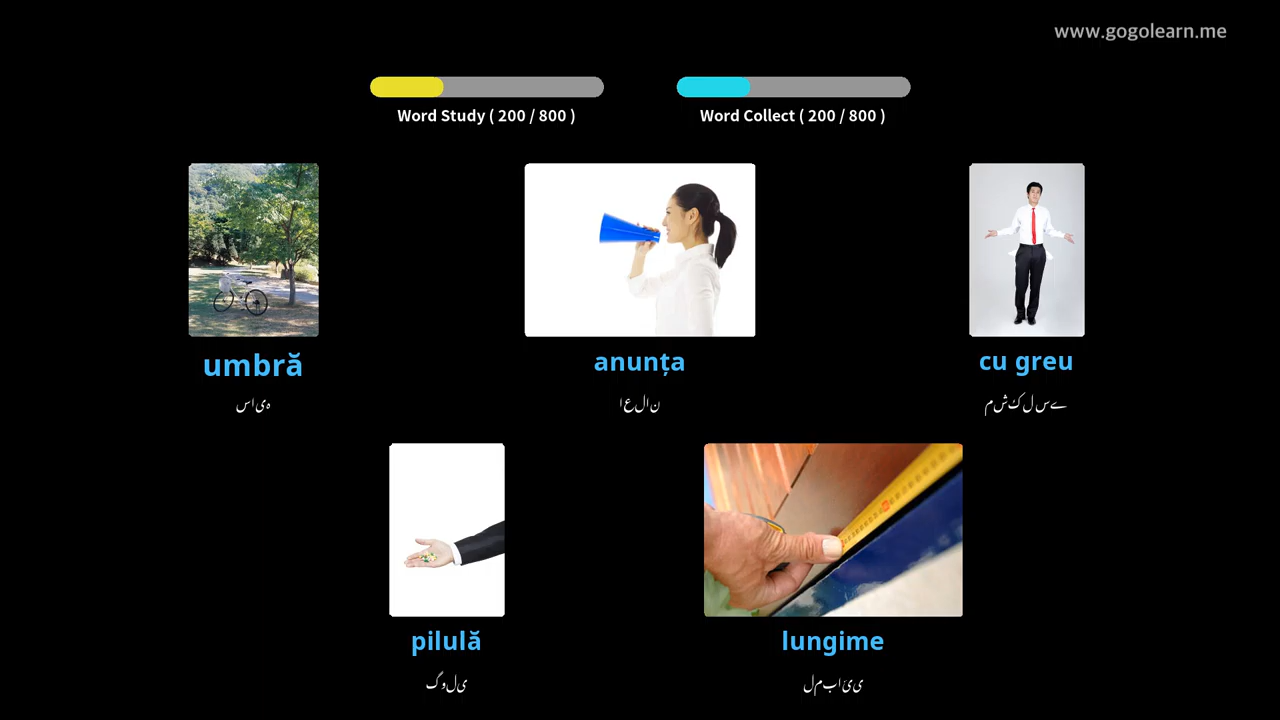 www.gogolearn.me
Word Study ( 200 / 800 )
Word Collect ( 200 / 800 )
umbră
سایہ
anunța
اعلان
cu greu
مشکل سے
pilulă
گولی
lungime
لمبائی